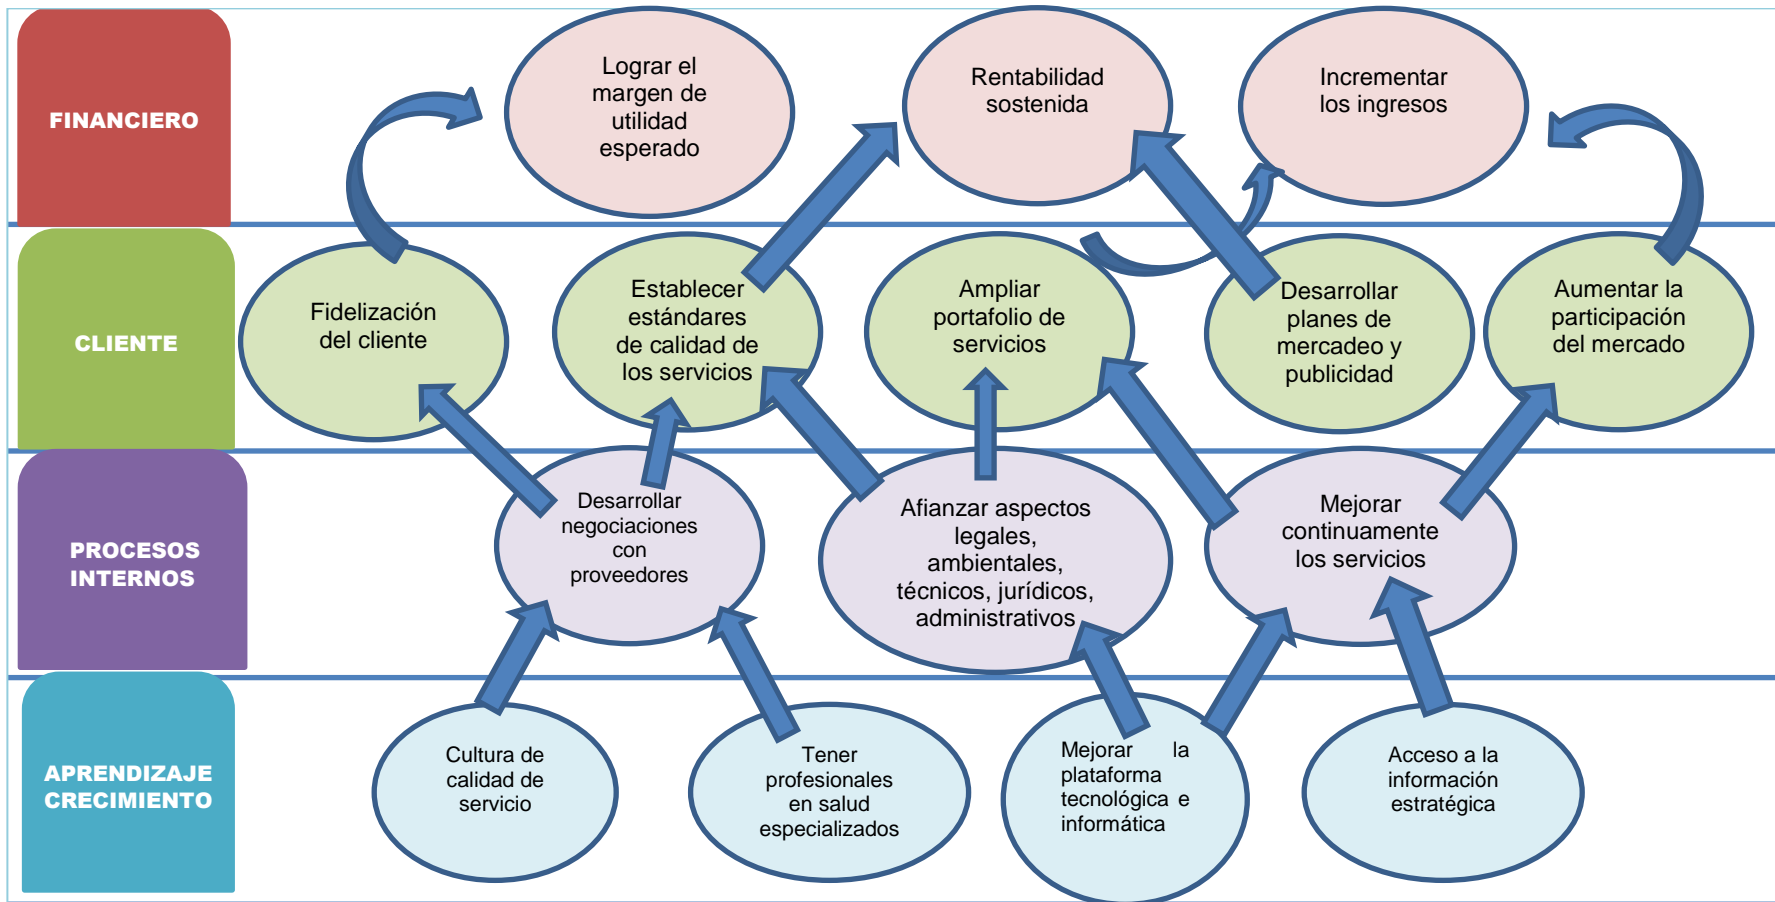 FINANCIERO
Lograr el
margen de
utilidad
esperado
Rentabilidad
sostenida
Incrementar
los ingresos
CLIENTE
Fidelización
del cliente
Establecer
estándares
de calidad de
los servicios
Ampliar
portafolio de
servicios
Desarrollar
planes de
mercadeo y
publicidad
Aumentar la
participación
del mercado
PROCESOS
INTERNOS
Desarrollar
negociaciones
con
proveedores
Afianzar aspectos
legales,
ambientales,
técnicos, jurídicos,
administrativos
Mejorar
continuamente
los servicios
APRENDIZAJE
CRECIMIENTO
Cultura de
calidad de
servicio
Tener
profesionales
en salud
especializados
Mejorar la
plataforma
tecnológica e
informática
Acceso a la
información
estratégica